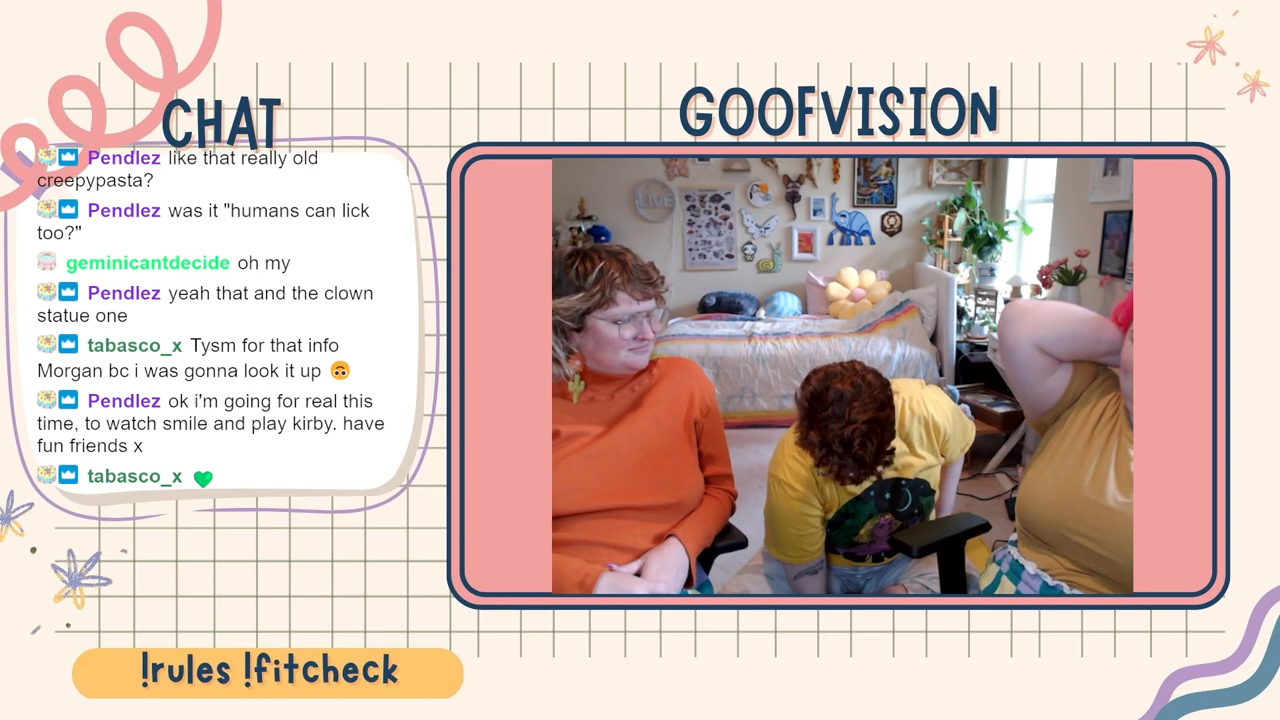 CHAT
GOOFVISION
Pendlez like that really old
creepypasta?
Pendlez was it "humans can lick
too?"
geminicantdecide oh my
Pendlez yeah that and the clown
statue one
tabasco_x Tysm for that info
Morgan bc i was gonna look it up 🙃
Pendlez ok i'm going for real this
time, to watch smile and play kirby. have
fun friends x
tabasco_x 💚
LIVE
!rules !fitcheck